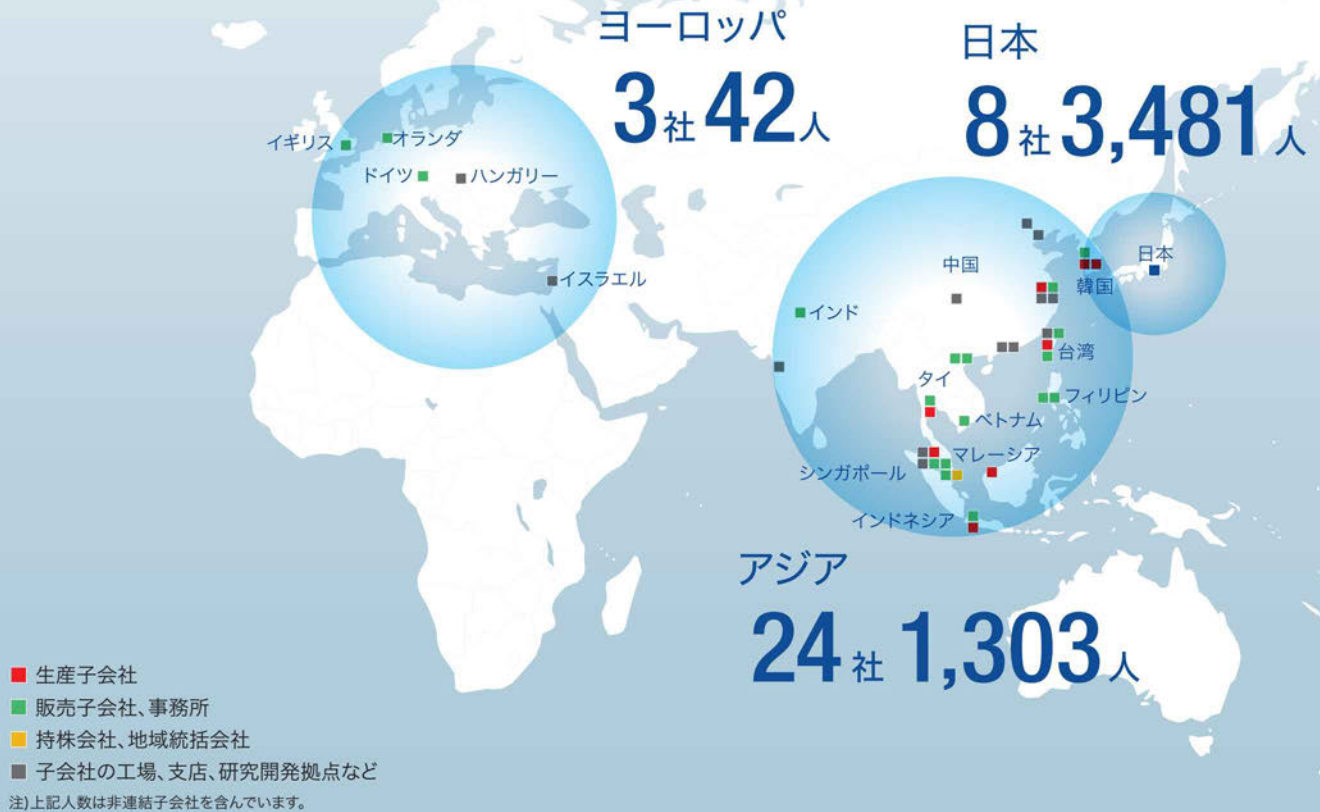 ヨーロッパ
3社42人
日本
8社3,481人
イギリス
オランダ
ドイツ
ハンガリー
イスラエル
中国
日本
韓国
インド
台湾
タイ
フィリピン
ベトナム
マレーシア
シンガポール
インドネシア
アジア
24社1,303人
生産子会社
販売子会社、事務所
持株会社、地域統括会社
子会社の工場、支店、研究開発拠点など
注)上記人数は非連結子会社を含んでいます。